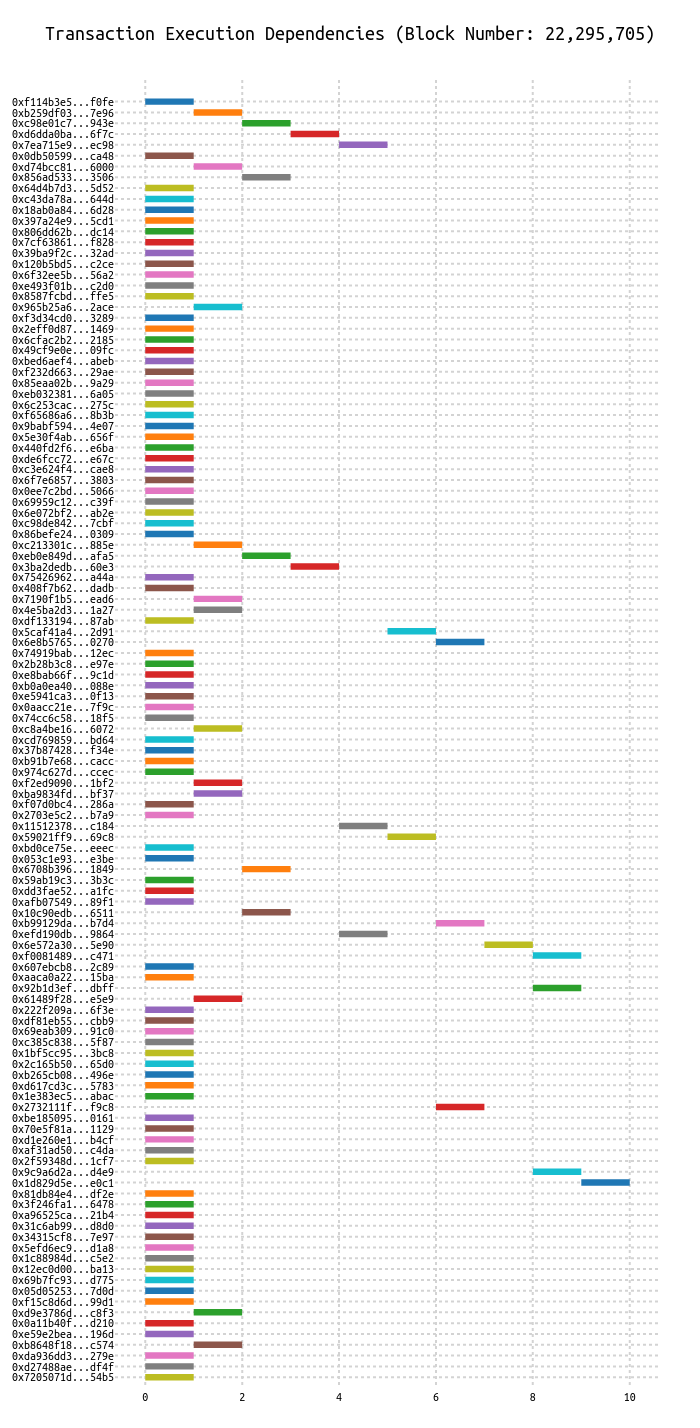 Transaction Execution Dependencies (Block Number: 22,295,705)
0xf114b3e5...f0fe
0xb259df03...7e96
0xc98e01c7...943e
0xd6dda0ba...6f7c
0x7ea715e9...ec98
0x0db50599...ca48
0xd74bcc81...6000
0x856ad533...3506
0x64d4b7d3...5d52
0xc43da78a...644d
0x18ab0a84...6d28
0x397a24e9...5cd1
0x806dd62b...dc14
0x7cf63861...f828
0x39ba9f2c...32ad
0x120b5bd5...c2ce
0x6f32ee5b...56a2
0xe493f01b...c2d0
0x8587fcbd...ffe5
0x965b25a6...2ace
0xf3d34cd0...3289
0x2eff0d87...1469
0x6cfac2b2...2185
0x49cf9e0e...09fc
0xbed6aef4...abeb
0xf232d663...29ae
0x85eaa02b...9a29
0xeb032381...6a05
0x6c253cac...275c
0xf65686a6...8b3b
0x9babf594...4e07
0x5e30f4ab...656f
0x440fd2f6...e6ba
0xde6fcc72...e67c
0xc3e624f4...cae8
0x6f7e6857...3803
0x0ee7c2bd...5066
0x69959c12...c39f
0x6e072bf2...ab2e
0xc98de842...7cbf
0x86befe24...0309
0xc213301c...885e
0xeb0e849d...afa5
0x3ba2dedb...60e3
0x75426962...a44a
0x408f7b62...dadb
0x7190f1b5...ead6
0x4e5ba2d3...1a27
0xdf133194...87ab
0x5caf41a4...2d91
0x6e8b5765...0270
0x74919bab...12ec
0x2b28b3c8...e97e
0xe8bab66f...9c1d
0xb0a0ea40...088e
0xe5941ca3...0f13
0x0aacc21e...7f9c
0x74cc6c58...18f5
0xc8a4be16...6072
0xcd769859...bd64
0x37b87428...f34e
0xb91b7e68...cacc
0x974c627d...ccec
0xf2ed9090...1bf2
0xba9834fd...bf37
0xf07d0bc4...286a
0x2703e5c2...b7a9
0x11512378...c184
0x59021ff9...69c8
0xbd0ce75e...eeec
0x053c1e93...e3be
0x6708b396...1849
0x59ab19c3...3b3c
0xdd3fae52...a1fc
0xafb07549...89f1
0x10c90edb...6511
0xb99129da...b7d4
0xefd190db...9864
0x6e572a30...5e90
0xf0081489...c471
0x607ebcb8...2c89
0xaaca0a22...15ba
0x92b1d3ef...dbff
0x61489f28...e5e9
0x222f209a...6f3e
0xdf81eb55...cbb9
0x69eab309...91c0
0xc385c838...5f87
0x1bf5cc95...3bc8
0x2c165b50...65d0
0xb265cb08...496e
0xd617cd3c...5783
0x1e383ec5...abac
0x2732111f...f9c8
0xbe185095...0161
0x70e5f81a...1129
0xd1e260e1...b4cf
0xaf31ad50...c4da
0x2f59348d...1cf7
0x9c9a6d2a...d4e9
0x1d829d5e...e0c1
0x81db84e4...df2e
0x3f246fa1...6478
0xa96525ca...21b4
0x31c6ab99...d8d0
0x34315cf8...7e97
0x5efd6ec9...d1a8
0x1c88984d...c5e2
0x12ec0d00...ba13
0x69b7fc93...d775
0x05d05253...7d0d
0xf15c8d6d...99d1
0xd9e3786d...c8f3
0x0a11b40f...d210
0xe59e2bea...196d
0xb8648f18...c574
0xda936dd3...279e
0xd27488ae...df4f
0x7205071d...54b5
0 2 4 6 8 10